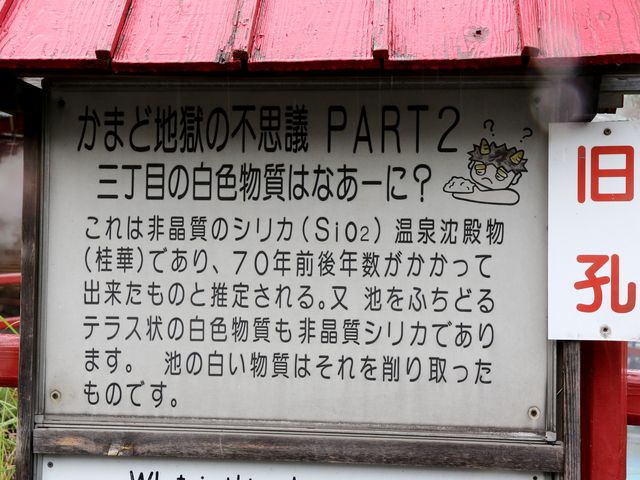 かまど地獄の不思議 PART2
三丁目の白色物質はなあーに？
これは非晶質のシリカ（SiO₂）温泉沈殿物
（桂華）であり、70年前後年数がかかって
出来たものと推定される。又 池をふちどる
テラス状の白色物質も非晶質シリカであり
ます。 池の白い物質はそれを削り取った
ものです。
? ?
旧
孔